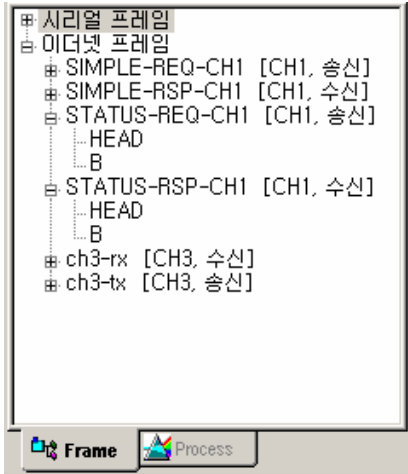 시리얼 프레임
이더넷 프레임
SIMPLE-REQ-CH1 [CH1, 송신]
SIMPLE-RSP-CH1 [CH1, 수신]
STATUS-REQ-CH1 [CH1, 송신]
HEAD
B
STATUS-RSP-CH1 [CH1, 수신]
HEAD
B
ch3-rx [CH3, 수신]
ch3-tx [CH3, 송신]
Frame Process